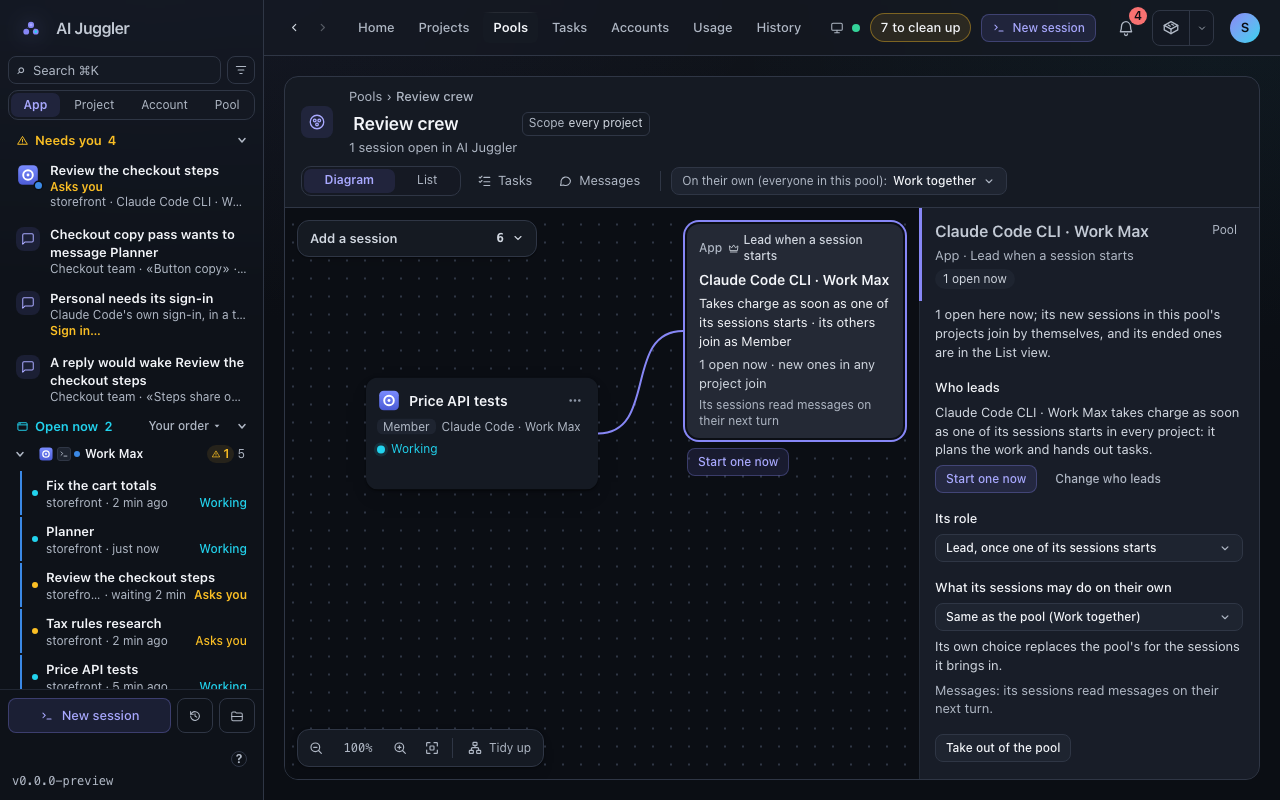 AI Juggler
Search ⌘K
App Project Account Pool
Needs you 4
Review the checkout steps
Asks you
storefront · Claude Code CLI · W...
Checkout copy pass wants to
message Planner
Checkout team · «Button copy» ·...
Personal needs its sign-in
Claude Code's own sign-in, in a t...
Sign in...
A reply would wake Review the
checkout steps
Checkout team · «Steps share o...
Open now 2 Your order
Work Max 1 5
Fix the cart totals
storefront · 2 min ago Working
Planner
storefront · just now Working
Review the checkout steps
storefro... · waiting 2 min Asks you
Tax rules research
storefront · 2 min ago Asks you
Price API tests
storefront · 5 min ago Working
New session
?
v0.0.0-preview
Home Projects Pools Tasks Accounts Usage History
7 to clean up
New session
4
S
Pools › Review crew
Review crew
Scope every project
1 session open in AI Juggler
Diagram List Tasks Messages
On their own (everyone in this pool): Work together
Add a session 6
App Lead when a session
starts
Claude Code CLI · Work Max
Takes charge as soon as one of
its sessions starts · its others
join as Member
1 open now · new ones in any
project join
Its sessions read messages on
their next turn
Start one now
Price API tests
Member Claude Code · Work Max
Working
100%
Tidy up
Claude Code CLI · Work Max Pool
App · Lead when a session starts
1 open now
1 open here now; its new sessions in this pool's
projects join by themselves, and its ended ones
are in the List view.
Who leads
Claude Code CLI · Work Max takes charge as soon
as one of its sessions starts in every project: it
plans the work and hands out tasks.
Start one now Change who leads
Its role
Lead, once one of its sessions starts
What its sessions may do on their own
Same as the pool (Work together)
Its own choice replaces the pool's for the sessions
it brings in.
Messages: its sessions read messages on their
next turn.
Take out of the pool